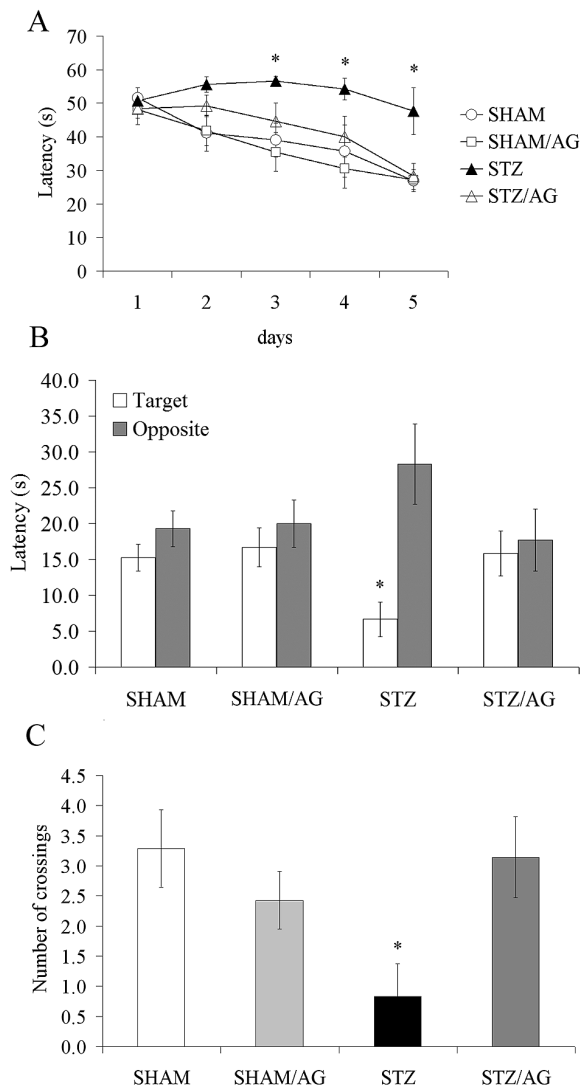 A
70
60
50
40
30
20
10
0
Latency (s)
* * *
1 2 3 4 5
days
SHAM
SHAM/AG
STZ
STZ/AG
B
40.0
35.0
30.0
25.0
20.0
15.0
10.0
5.0
0.0
Latency (s)
Target
Opposite
*
SHAM SHAM/AG STZ STZ/AG
C
4.5
4.0
3.5
3.0
2.5
2.0
1.5
1.0
0.5
0.0
Number of crossings
*
SHAM SHAM/AG STZ STZ/AG